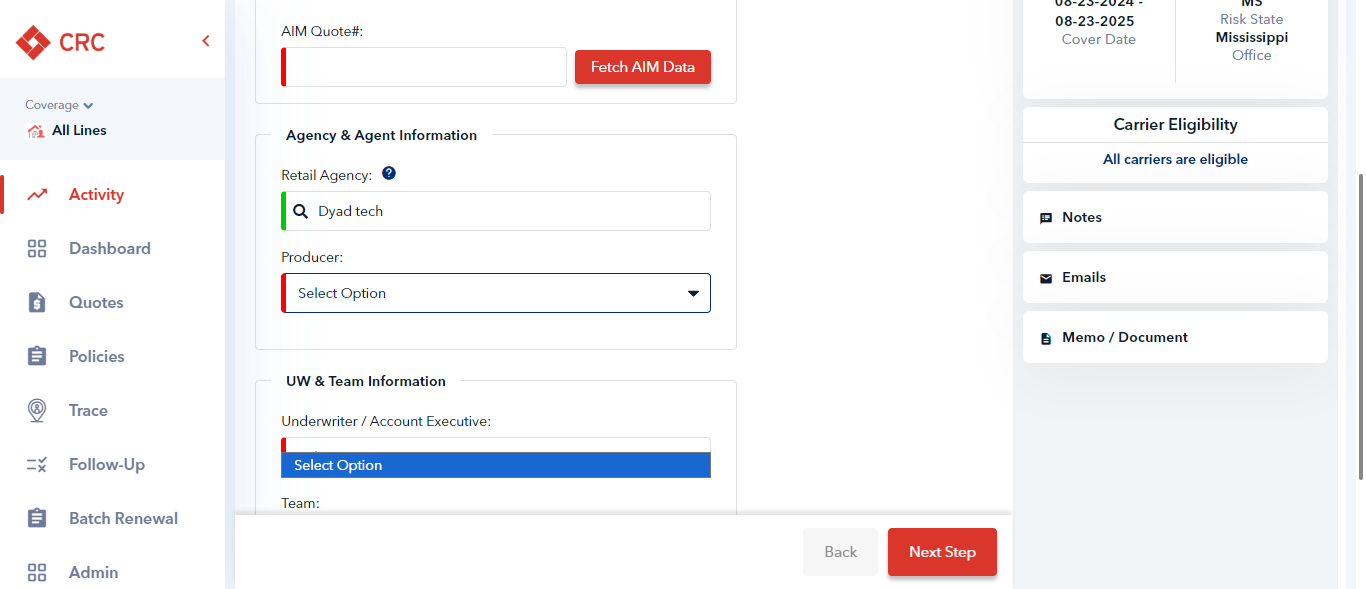 CRC
Coverage
All Lines
Activity
Dashboard
Quotes
Policies
Trace
Follow-Up
Batch Renewal
Admin
AIM Quote#:
Fetch AIM Data
Agency & Agent Information
Retail Agency: ?
Dyad tech
Producer:
Select Option
UW & Team Information
Underwriter / Account Executive:
Select Option
Team:
Back
Next Step
08-23-2024 -
08-23-2025
Cover Date
MS
Risk State
Mississippi
Office
Carrier Eligibility
All carriers are eligible
Notes
Emails
Memo / Document